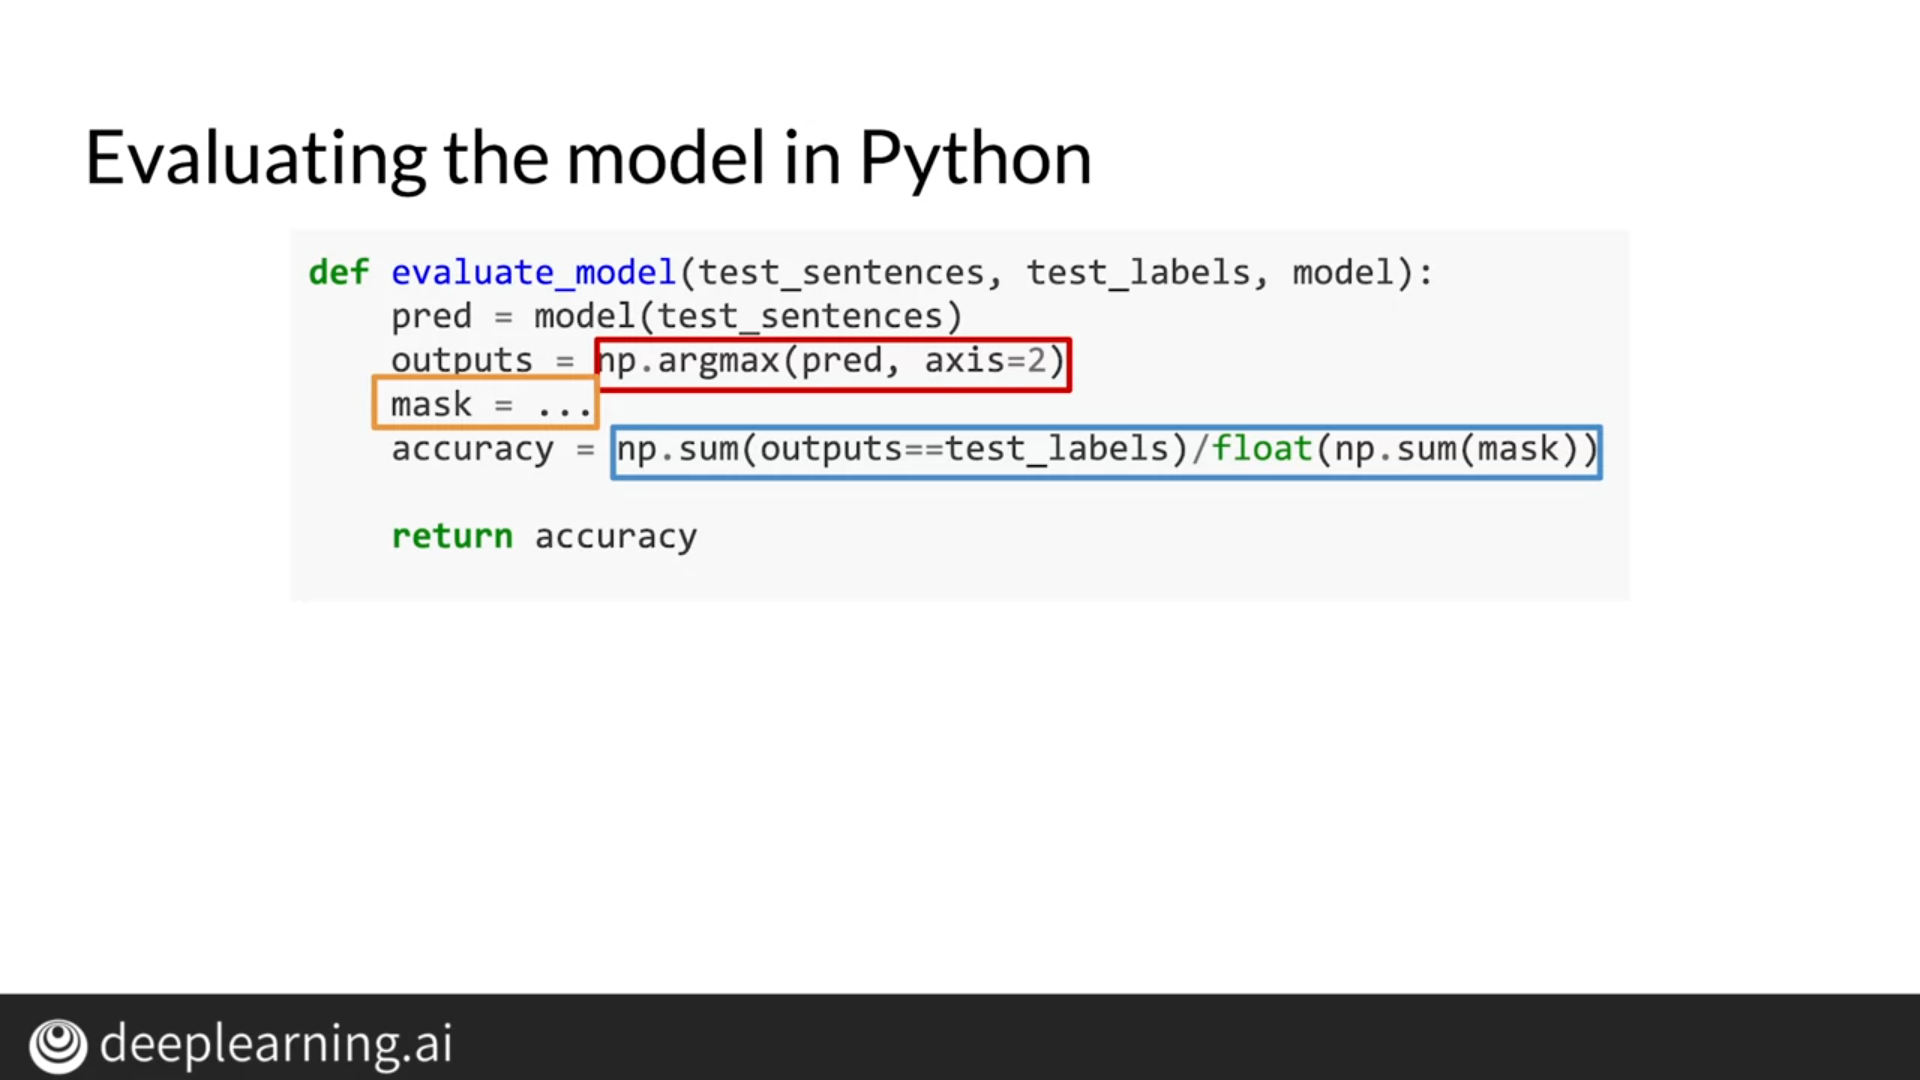 Evaluating the model in Python
def evaluate_model(test_sentences, test_labels, model):
    pred = model(test_sentences)
    outputs = np.argmax(pred, axis=2)
    mask = ...
    accuracy = np.sum(outputs==test_labels)/float(np.sum(mask))
    return accuracy
deeplearning.ai